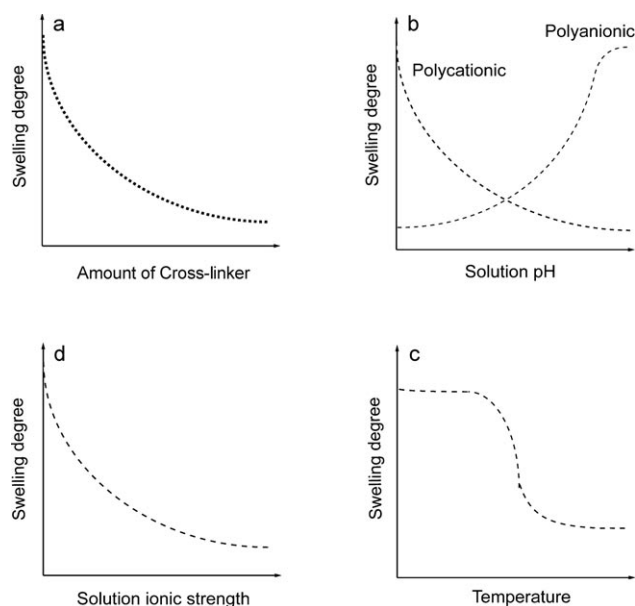 a
Swelling degree
Amount of Cross-linker
b
Polyanionic
Polycationic
Swelling degree
Solution pH
d
Swelling degree
Solution ionic strength
c
Swelling degree
Temperature